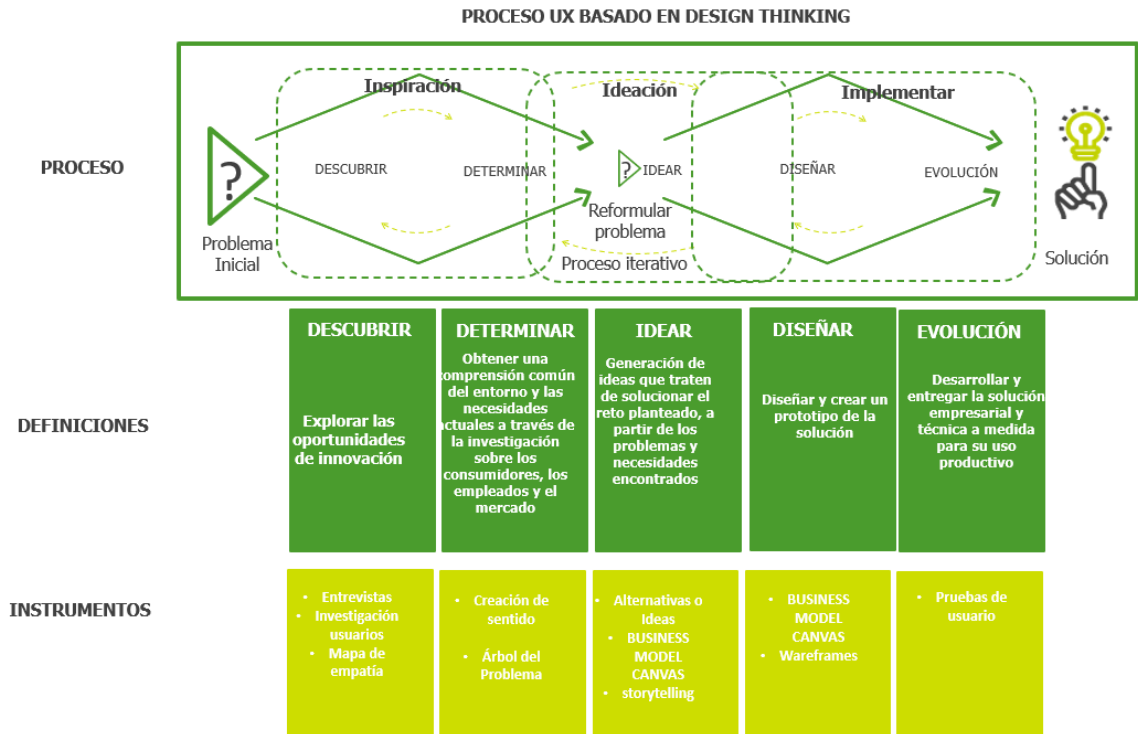 PROCESO UX BASADO EN DESIGN THINKING
PROCESO
Inspiración
Ideación
Implementar
?
DESCUBRIR
DETERMINAR
?
IDEAR
DISEÑAR
EVOLUCIÓN
Problema
Inicial
Reformular
problema
Proceso iterativo
Solución
DEFINICIONES
DESCUBRIR
Explorar las
oportunidades
de innovación
DETERMINAR
Obtener una
comprensión común
del entorno y las
necesidades
actuales a través de
la investigación
sobre los
consumidores, los
empleados y el
mercado
IDEAR
Generación de
ideas que traten
de solucionar el
reto planteado, a
partir de los
problemas y
necesidades
encontrados
DISEÑAR
Diseñar y crear un
prototipo de la
solución
EVOLUCIÓN
Desarrollar y
entregar la solución
empresarial y
técnica a medida
para su uso
productivo
INSTRUMENTOS
• Entrevistas
• Investigación
usuarios
• Mapa de
empatía
• Creación de
sentido
• Árbol del
Problema
• Alternativas o
Ideas
• BUSINESS
MODEL
CANVAS
• storytelling
• BUSINESS
MODEL
CANVAS
• Wareframes
• Pruebas de
usuario